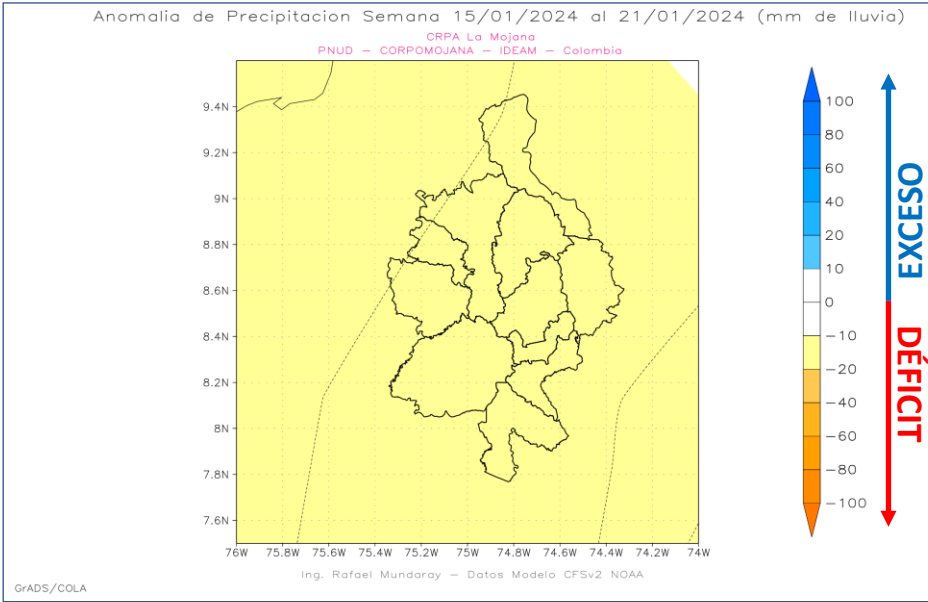 Anomalia de Precipitacion Semana 15/01/2024 al 21/01/2024 (mm de lluvia)
CRPA La Mojana
PNUD – CORPOMOJANA – IDEAM – Colombia
9.4N
9.2N
9N
8.8N
8.6N
8.4N
8.2N
8N
7.8N
7.6N
76W 75.8W 75.6W 75.4W 75.2W 75W 74.8W 74.6W 74.4W 74.2W 74W
100
80
60
40
20
10
0
−10
−20
−40
−60
−80
−100
EXCESO
DÉFICIT
Ing. Rafael Mundaray – Datos Modelo CFSv2 NOAA
GrADS/COLA